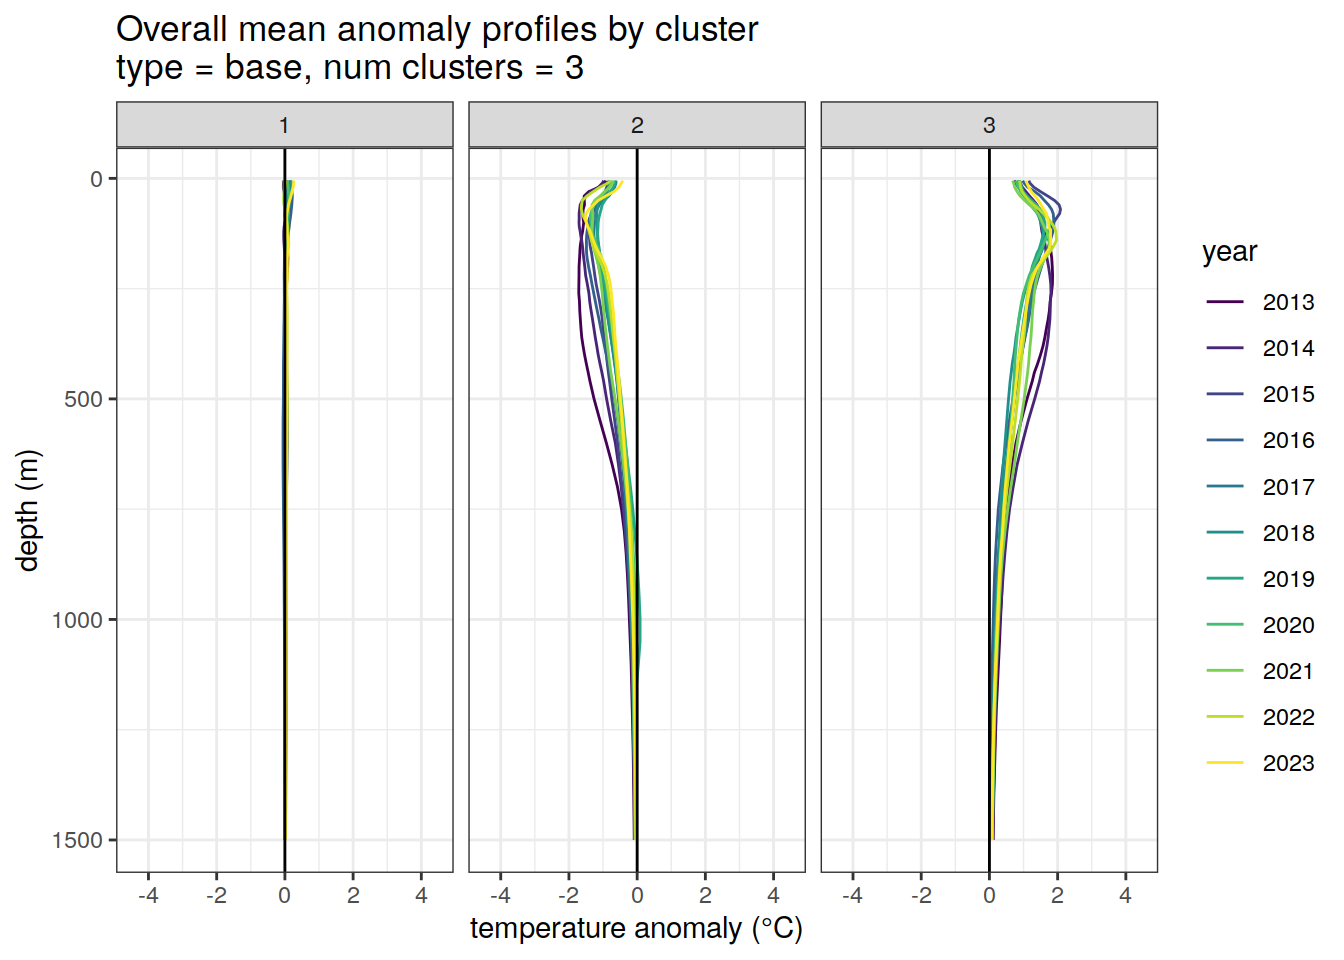 Overall mean anomaly profiles by cluster
type = base, num clusters = 3
1
2
3
0
500
1000
1500
depth (m)
-4 -2 0 2 4
-4 -2 0 2 4
-4 -2 0 2 4
temperature anomaly (°C)
year
2013
2014
2015
2016
2017
2018
2019
2020
2021
2022
2023